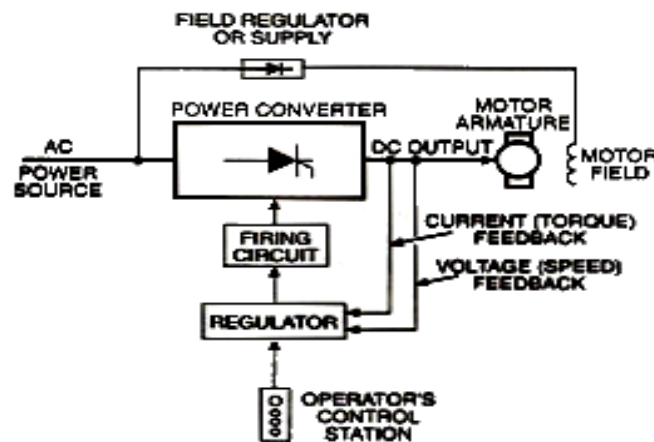 FIELD REGULATOR
OR SUPPLY
POWER CONVERTER
MOTOR
ARMATURE
AC
POWER
SOURCE
DC OUTPUT
MOTOR
FIELD
CURRENT (TORQUE)
FEEDBACK
FIRING
CIRCUIT
VOLTAGE (SPEED)
FEEDBACK
REGULATOR
OPERATOR'S
CONTROL
STATION